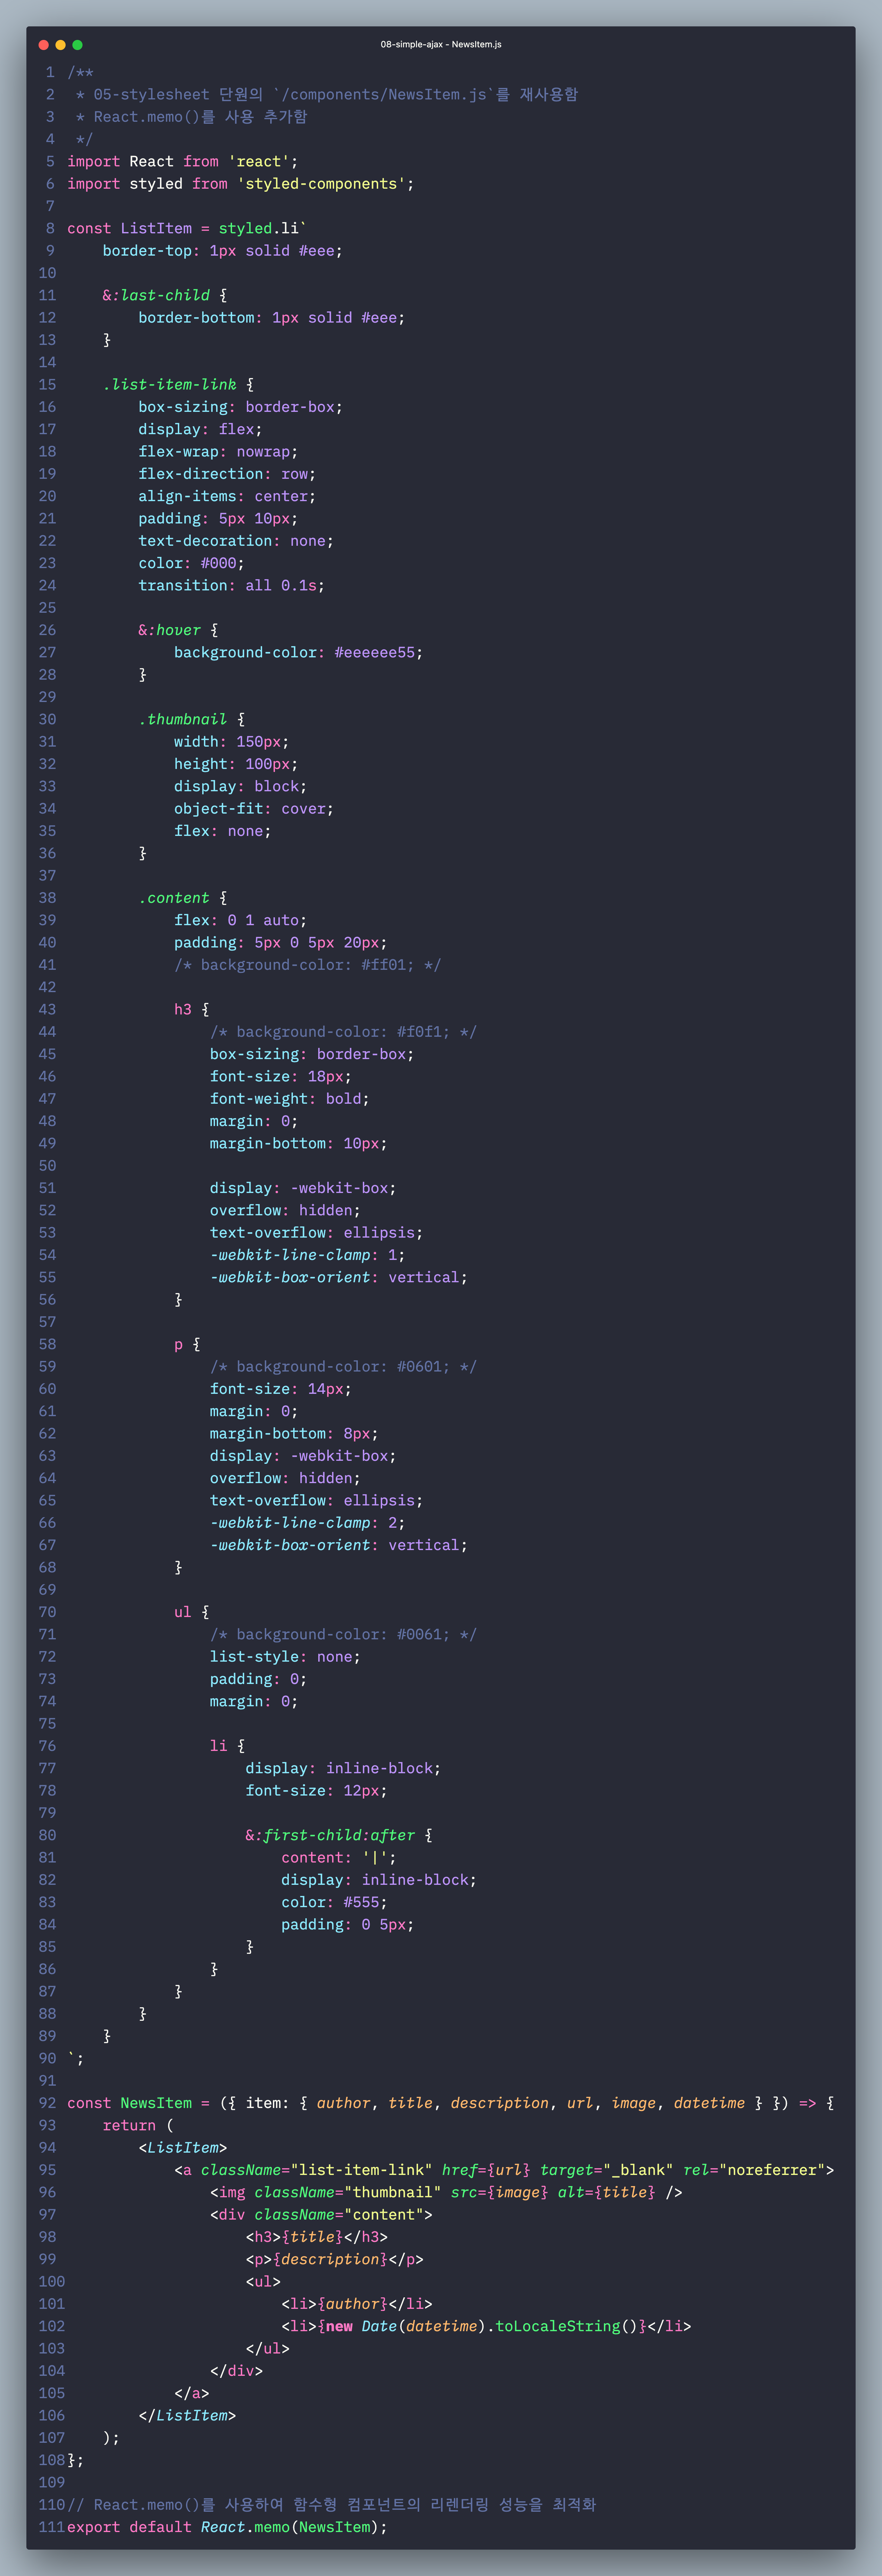 08-simple-ajax - NewsItem.js
1 /**
2  * 05-stylesheet 단원의 `/components/NewsItem.js`를 재사용함
3  * React.memo()를 사용 추가함
4  */
5 import React from 'react';
6 import styled from 'styled-components';
7
8 const ListItem = styled.li`
9     border-top: 1px solid #eee;
10
11     &:last-child {
12         border-bottom: 1px solid #eee;
13     }
14
15     .list-item-link {
16         box-sizing: border-box;
17         display: flex;
18         flex-wrap: nowrap;
19         flex-direction: row;
20         align-items: center;
21         padding: 5px 10px;
22         text-decoration: none;
23         color: #000;
24         transition: all 0.1s;
25
26         &:hover {
27             background-color: #eeeeee55;
28         }
29
30         .thumbnail {
31             width: 150px;
32             height: 100px;
33             display: block;
34             object-fit: cover;
35             flex: none;
36         }
37
38         .content {
39             flex: 0 1 auto;
40             padding: 5px 0 5px 20px;
41             /* background-color: #ff01; */
42
43             h3 {
44                 /* background-color: #f0f1; */
45                 box-sizing: border-box;
46                 font-size: 18px;
47                 font-weight: bold;
48                 margin: 0;
49                 margin-bottom: 10px;
50
51                 display: -webkit-box;
52                 overflow: hidden;
53                 text-overflow: ellipsis;
54                 -webkit-line-clamp: 1;
55                 -webkit-box-orient: vertical;
56             }
57
58             p {
59                 /* background-color: #0601; */
60                 font-size: 14px;
61                 margin: 0;
62                 margin-bottom: 8px;
63                 display: -webkit-box;
64                 overflow: hidden;
65                 text-overflow: ellipsis;
66                 -webkit-line-clamp: 2;
67                 -webkit-box-orient: vertical;
68             }
69
70             ul {
71                 /* background-color: #0061; */
72                 list-style: none;
73                 padding: 0;
74                 margin: 0;
75
76                 li {
77                     display: inline-block;
78                     font-size: 12px;
79
80                     &:first-child:after {
81                         content: '|';
82                         display: inline-block;
83                         color: #555;
84                         padding: 0 5px;
85                     }
86                 }
87             }
88         }
89     }
90 `;
91
92 const NewsItem = ({ item: { author, title, description, url, image, datetime } }) => {
93     return (
94         <ListItem>
95             <a className="list-item-link" href={url} target="_blank" rel="noreferrer">
96                 <img className="thumbnail" src={image} alt={title} />
97                 <div className="content">
98                     <h3>{title}</h3>
99                     <p>{description}</p>
100                     <ul>
101                         <li>{author}</li>
102                         <li>{new Date(datetime).toLocaleString()}</li>
103                     </ul>
104                 </div>
105             </a>
106         </ListItem>
107     );
108 };
109
110 // React.memo()를 사용하여 함수형 컴포넌트의 리렌더링 성능을 최적화
111 export default React.memo(NewsItem);